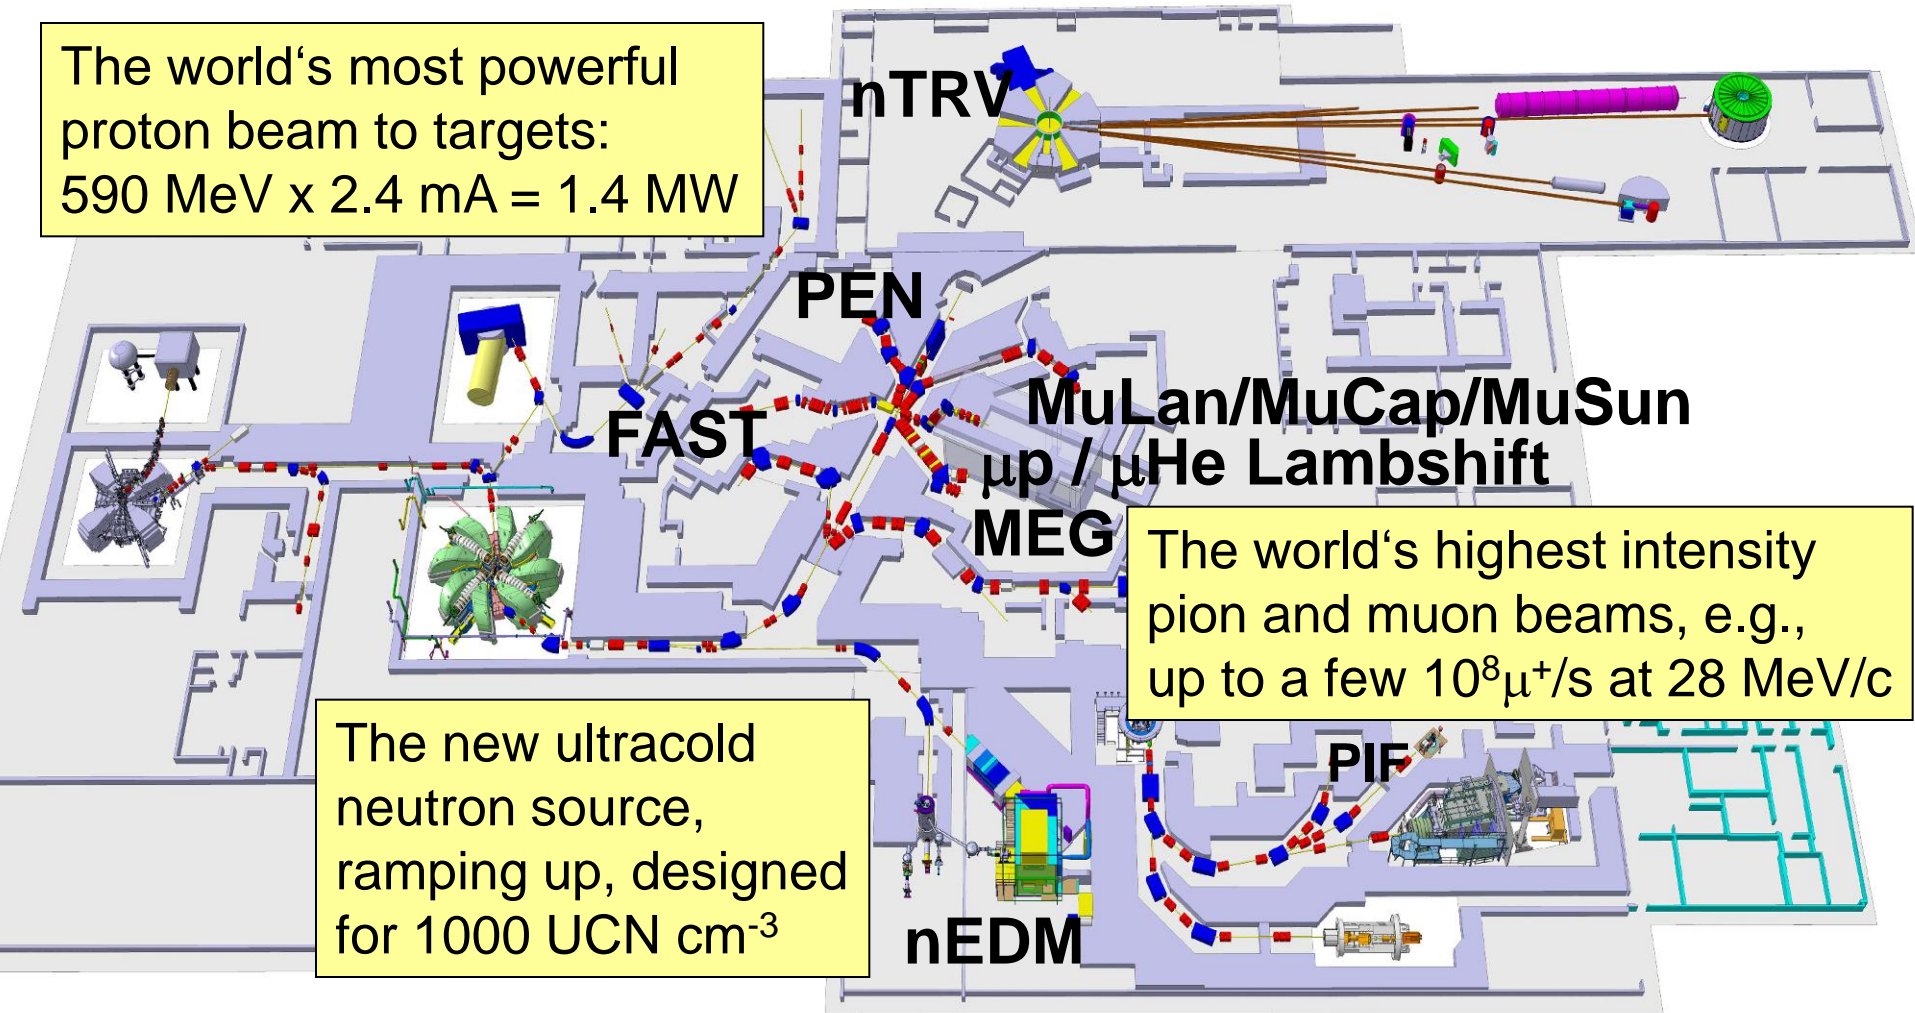 The world‘s most powerful
proton beam to targets:
590 MeV x 2.4 mA = 1.4 MW
nTRV
PEN
FAST
MuLan/MuCap/MuSun
μp / μHe Lambshift
MEG
The world‘s highest intensity
pion and muon beams, e.g.,
up to a few 10⁸μ⁺/s at 28 MeV/c
The new ultracold
neutron source,
ramping up, designed
for 1000 UCN cm⁻³
PIF
nEDM